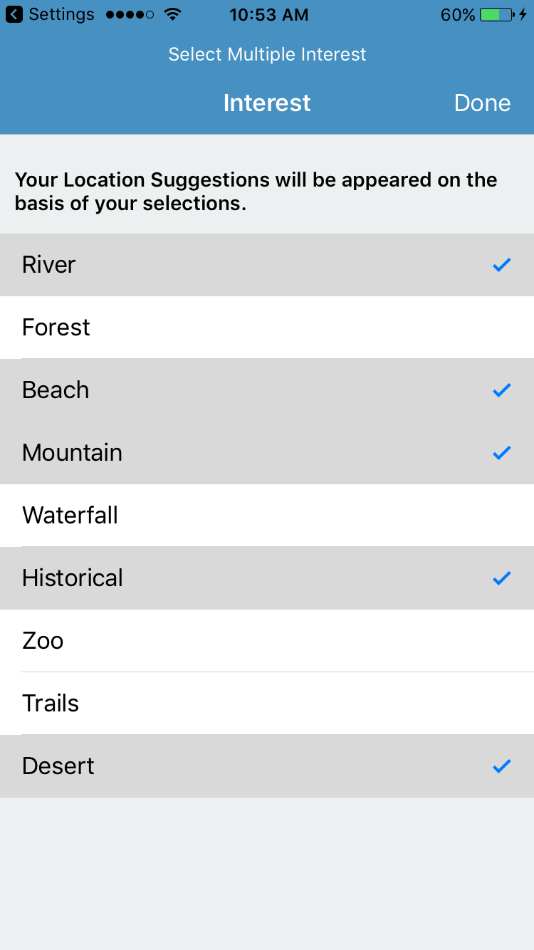 Settings 10:53 AM 60%
Select Multiple Interest
Interest Done
Your Location Suggestions will be appeared on the
basis of your selections.
River
Forest
Beach
Mountain
Waterfall
Historical
Zoo
Trails
Desert